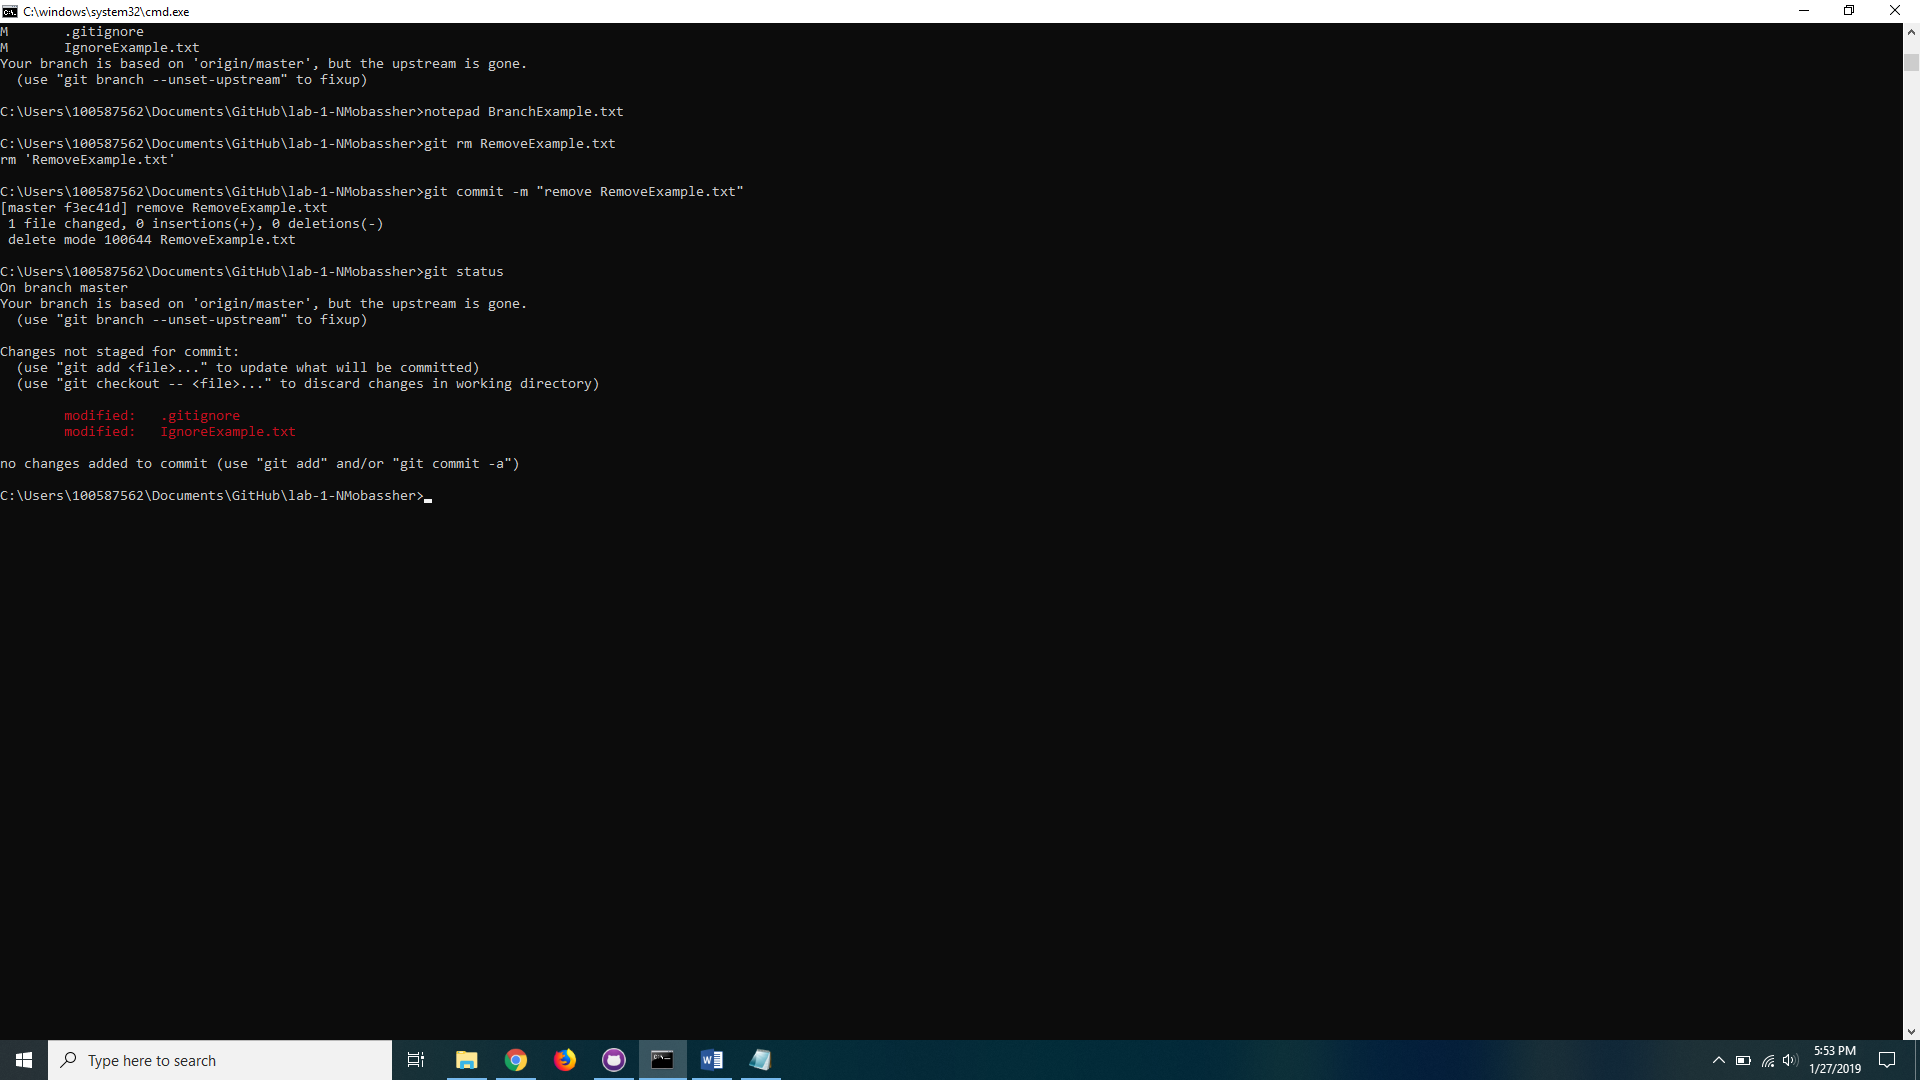 C:\windows\system32\cmd.exe
M       .gitignore
M       IgnoreExample.txt
Your branch is based on 'origin/master', but the upstream is gone.
  (use "git branch --unset-upstream" to fixup)
C:\Users\100587562\Documents\GitHub\lab-1-NMobassher>notepad BranchExample.txt
C:\Users\100587562\Documents\GitHub\lab-1-NMobassher>git rm RemoveExample.txt
rm 'RemoveExample.txt'
C:\Users\100587562\Documents\GitHub\lab-1-NMobassher>git commit -m "remove RemoveExample.txt"
[master f3ec41d] remove RemoveExample.txt
 1 file changed, 0 insertions(+), 0 deletions(-)
 delete mode 100644 RemoveExample.txt
C:\Users\100587562\Documents\GitHub\lab-1-NMobassher>git status
On branch master
Your branch is based on 'origin/master', but the upstream is gone.
  (use "git branch --unset-upstream" to fixup)
Changes not staged for commit:
  (use "git add <file>..." to update what will be committed)
  (use "git checkout -- <file>..." to discard changes in working directory)
        modified:   .gitignore
        modified:   IgnoreExample.txt
no changes added to commit (use "git add" and/or "git commit -a")
C:\Users\100587562\Documents\GitHub\lab-1-NMobassher>
Type here to search
5:53 PM
1/27/2019